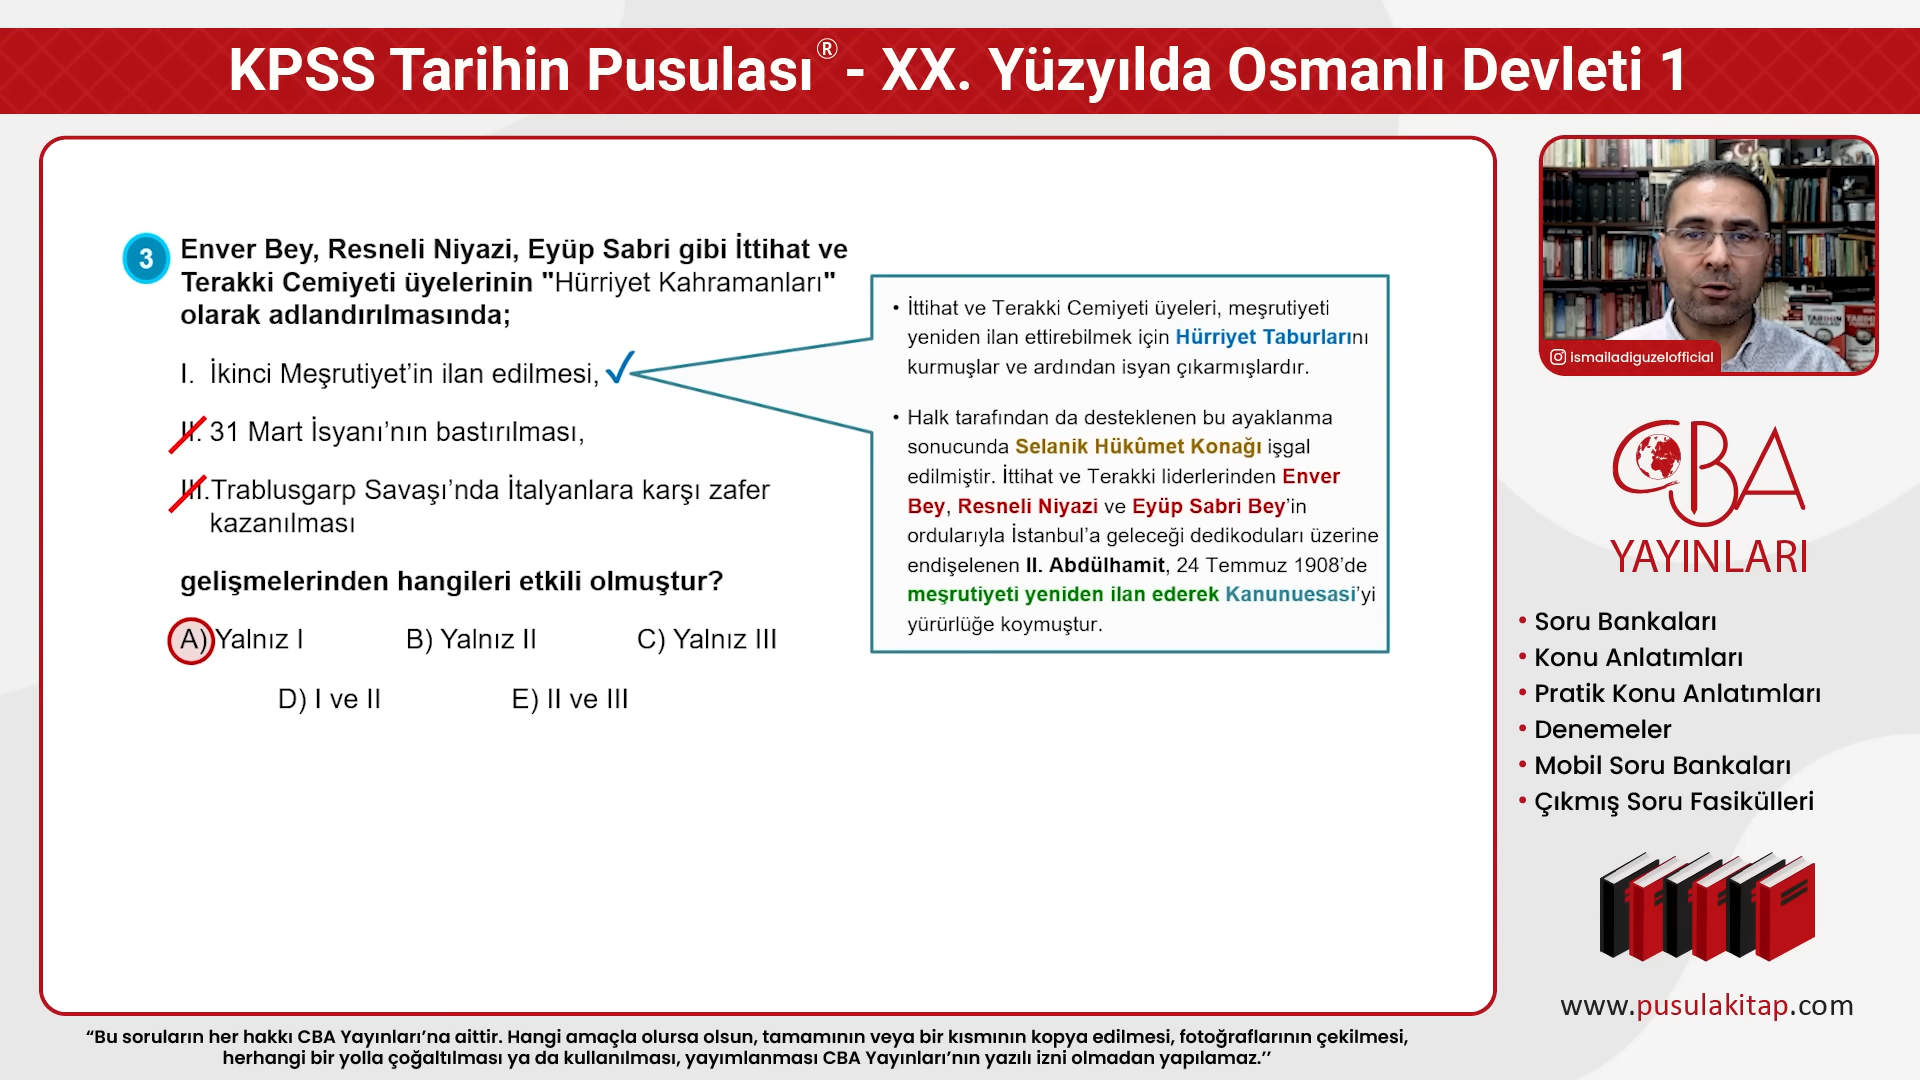 KPSS Tarihin Pusulası® - XX. Yüzyılda Osmanlı Devleti 1
3 Enver Bey, Resneli Niyazi, Eyüp Sabri gibi İttihat ve
Terakki Cemiyeti üyelerinin "Hürriyet Kahramanları"
olarak adlandırılmasında;
I. İkinci Meşrutiyet’in ilan edilmesi,
II. 31 Mart İsyanı’nın bastırılması,
III.Trablusgarp Savaşı’nda İtalyanlara karşı zafer
kazanılması
gelişmelerinden hangileri etkili olmuştur?
A) Yalnız I B) Yalnız II C) Yalnız III
D) I ve II E) II ve III
• İttihat ve Terakki Cemiyeti üyeleri, meşrutiyeti
yeniden ilan ettirebilmek için Hürriyet Taburlarını
kurmuşlar ve ardından isyan çıkarmışlardır.
• Halk tarafından da desteklenen bu ayaklanma
sonucunda Selanik Hükûmet Konağı işgal
edilmiştir. İttihat ve Terakki liderlerinden Enver
Bey, Resneli Niyazi ve Eyüp Sabri Bey’in
ordularıyla İstanbul’a geleceği dedikoduları üzerine
endişelenen II. Abdülhamit, 24 Temmuz 1908’de
meşrutiyeti yeniden ilan ederek Kanunuesasi’yi
yürürlüğe koymuştur.
ismailadiguzelofficial
CBA
YAYINLARI
• Soru Bankaları
• Konu Anlatımları
• Pratik Konu Anlatımları
• Denemeler
• Mobil Soru Bankaları
• Çıkmış Soru Fasikülleri
www.pusulakitap.com
“Bu soruların her hakkı CBA Yayınları’na aittir. Hangi amaçla olursa olsun, tamamının veya bir kısmının kopya edilmesi, fotoğraflarının çekilmesi,
herhangi bir yolla çoğaltılması ya da kullanılması, yayımlanması CBA Yayınları’nın yazılı izni olmadan yapılamaz.’’